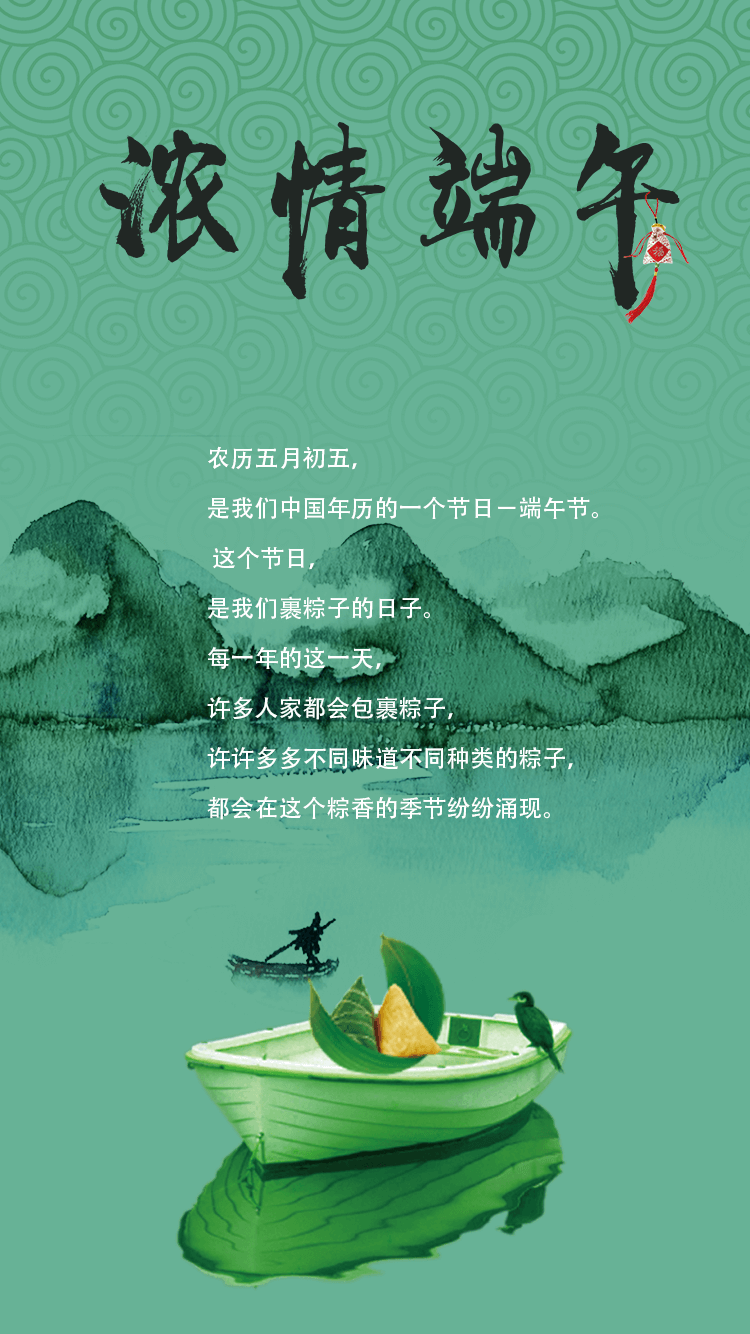 浓情端午
福
农历五月初五,
是我们中国年历的一个节日－端午节。
这个节日,
是我们裹粽子的日子。
每一年的这一天,
许多人家都会包裹粽子,
许许多多不同味道不同种类的粽子,
都会在这个粽香的季节纷纷涌现。